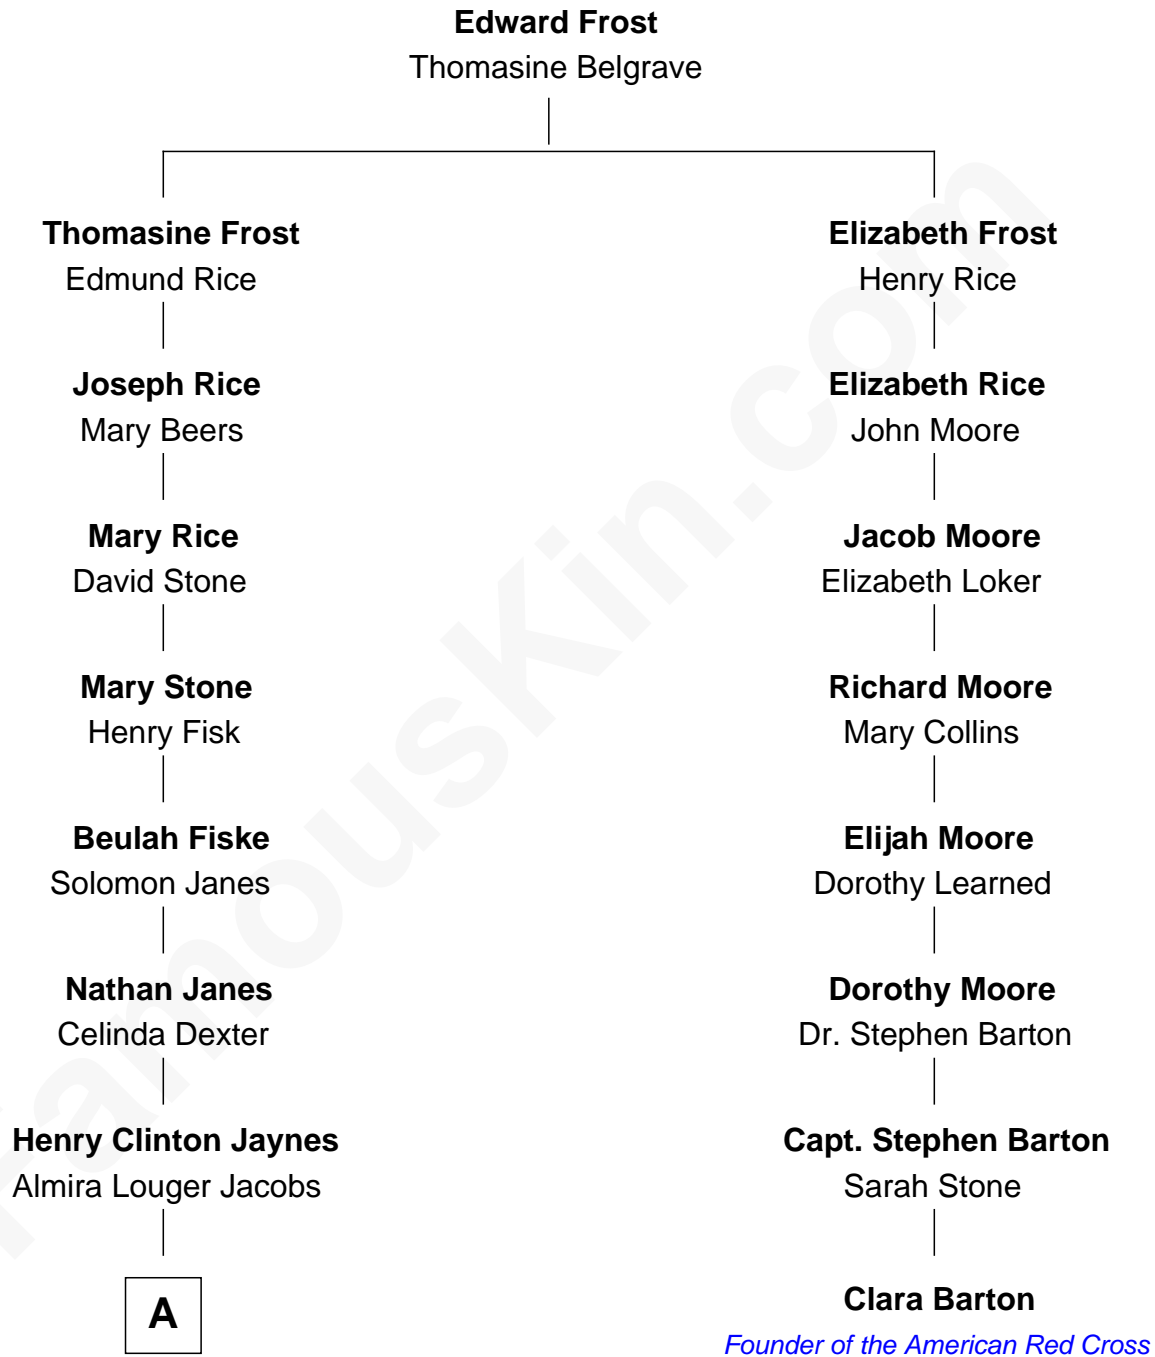 Edward Frost
Thomasine Belgrave
Thomasine Frost
Edmund Rice
Joseph Rice
Mary Beers
Mary Rice
David Stone
Mary Stone
Henry Fisk
Beulah Fiske
Solomon Janes
Nathan Janes
Celinda Dexter
Henry Clinton Jaynes
Almira Louger Jacobs
A
Elizabeth Frost
Henry Rice
Elizabeth Rice
John Moore
Jacob Moore
Elizabeth Loker
Richard Moore
Mary Collins
Elijah Moore
Dorothy Learned
Dorothy Moore
Dr. Stephen Barton
Capt. Stephen Barton
Sarah Stone
Clara Barton
Founder of the American Red Cross
FamousKin.com